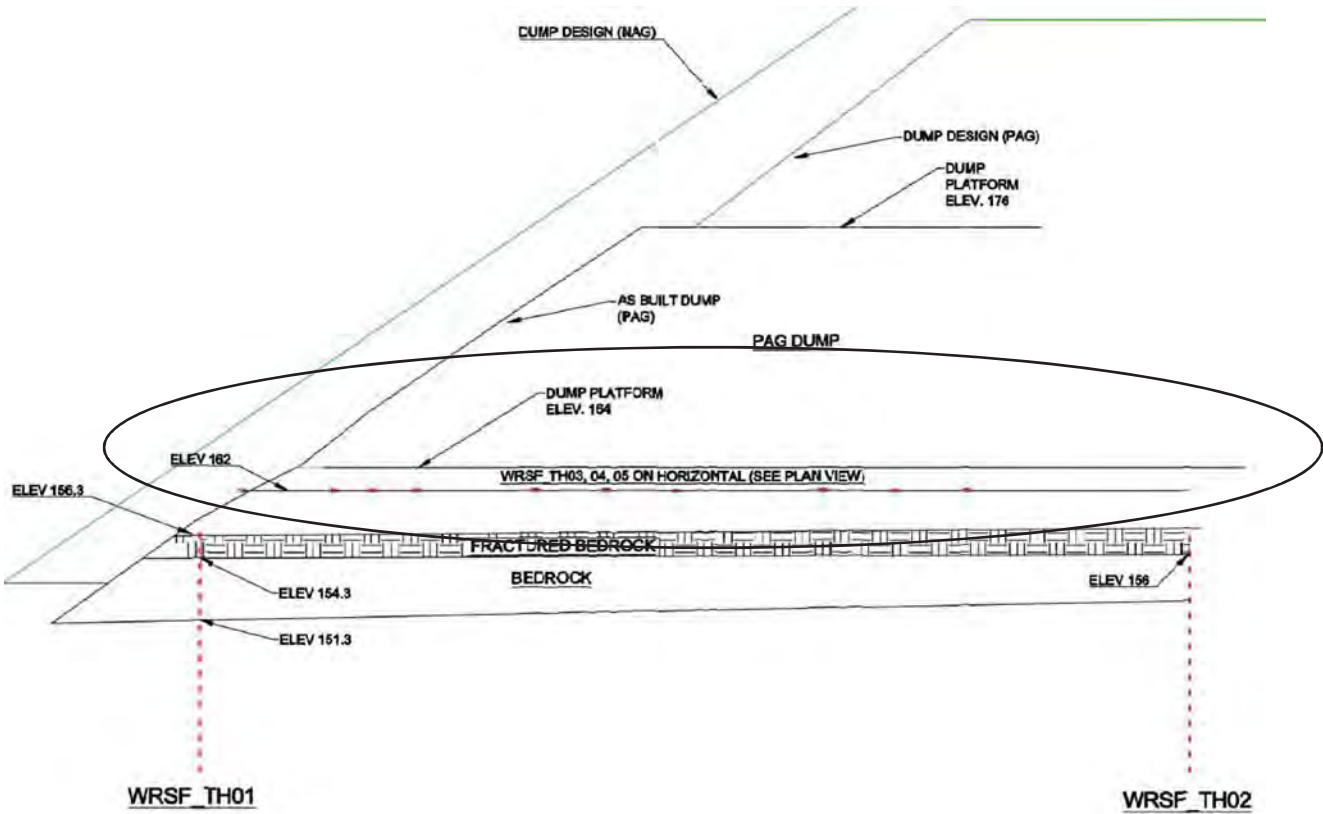 DUMP DESIGN (NAG)
DUMP DESIGN (PAG)
DUMP
PLATFORM
ELEV. 176
AS BUILT DUMP
(PAG)
PAG DUMP
DUMP PLATFORM
ELEV. 164
ELEV 162
WRSF_TH03, 04, 05 ON HORIZONTAL (SEE PLAN VIEW)
ELEV 156.3
FRACTURED BEDROCK
BEDROCK
ELEV 156
ELEV 154.3
ELEV 151.3
WRSF_TH01
WRSF_TH02